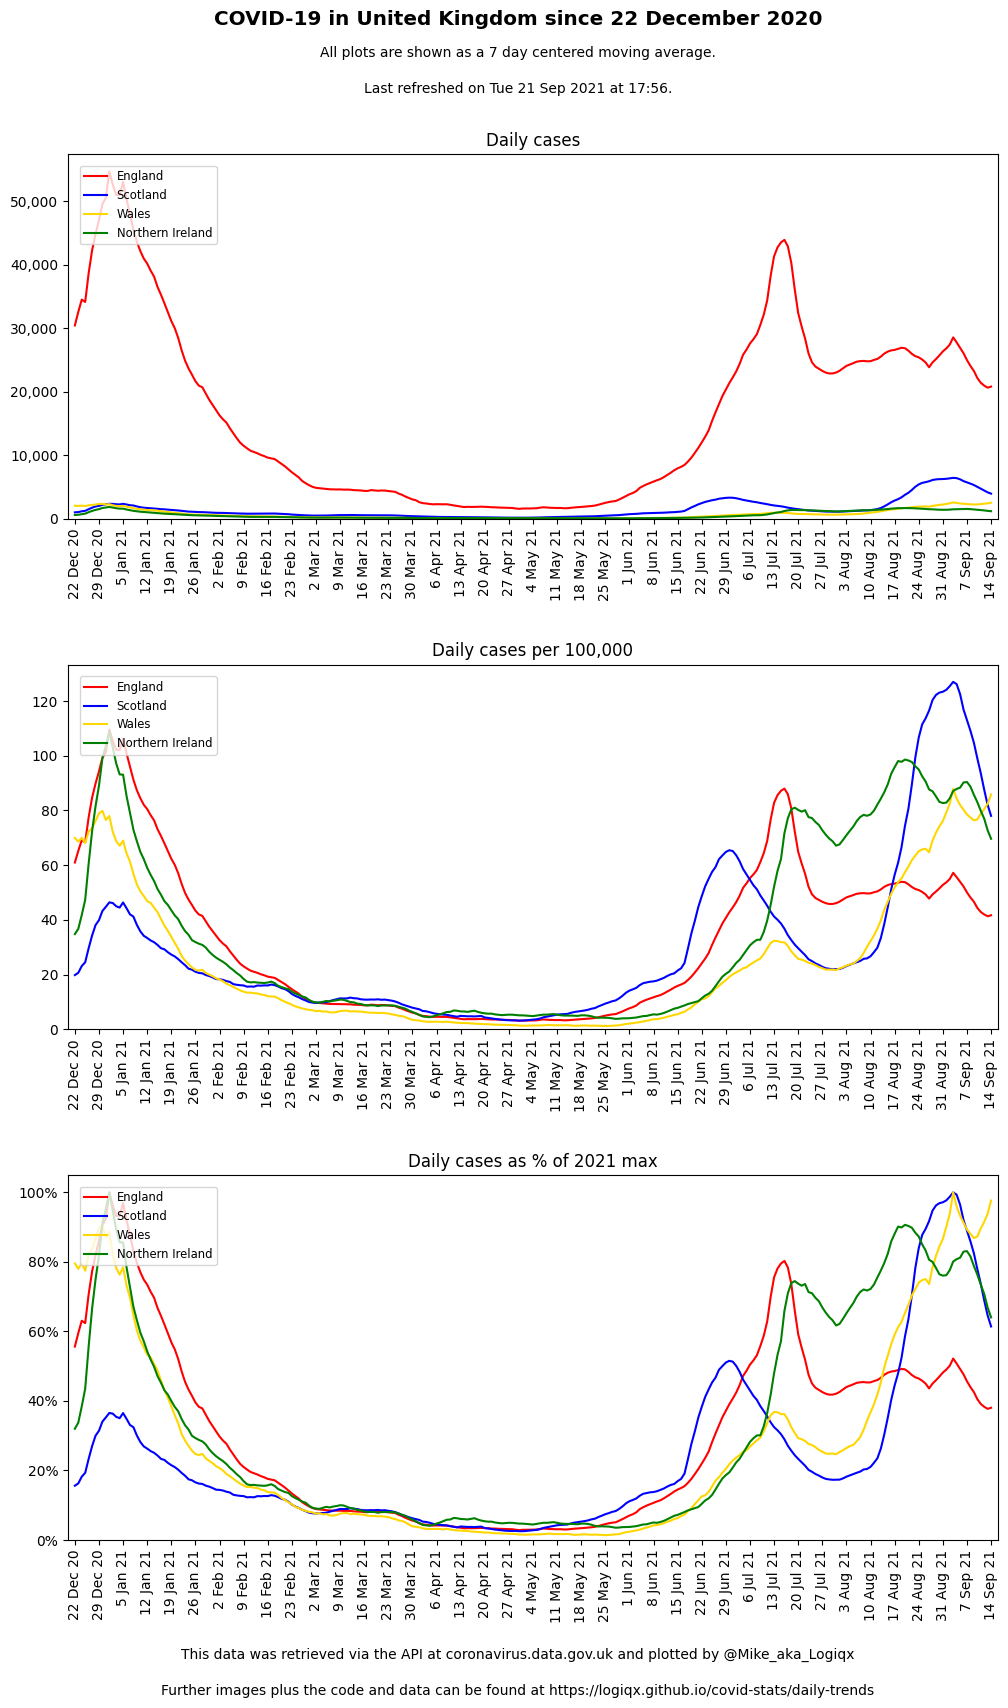 COVID-19 in United Kingdom since 22 December 2020
All plots are shown as a 7 day centered moving average.
Last refreshed on Tue 21 Sep 2021 at 17:56.
Daily cases
England
Scotland
Wales
Northern Ireland
50,000
40,000
30,000
20,000
10,000
0
22 Dec 20
29 Dec 20
5 Jan 21
12 Jan 21
19 Jan 21
26 Jan 21
2 Feb 21
9 Feb 21
16 Feb 21
23 Feb 21
2 Mar 21
9 Mar 21
16 Mar 21
23 Mar 21
30 Mar 21
6 Apr 21
13 Apr 21
20 Apr 21
27 Apr 21
4 May 21
11 May 21
18 May 21
25 May 21
1 Jun 21
8 Jun 21
15 Jun 21
22 Jun 21
29 Jun 21
6 Jul 21
13 Jul 21
20 Jul 21
27 Jul 21
3 Aug 21
10 Aug 21
17 Aug 21
24 Aug 21
31 Aug 21
7 Sep 21
14 Sep 21
Daily cases per 100,000
England
Scotland
Wales
Northern Ireland
120
100
80
60
40
20
0
22 Dec 20
29 Dec 20
5 Jan 21
12 Jan 21
19 Jan 21
26 Jan 21
2 Feb 21
9 Feb 21
16 Feb 21
23 Feb 21
2 Mar 21
9 Mar 21
16 Mar 21
23 Mar 21
30 Mar 21
6 Apr 21
13 Apr 21
20 Apr 21
27 Apr 21
4 May 21
11 May 21
18 May 21
25 May 21
1 Jun 21
8 Jun 21
15 Jun 21
22 Jun 21
29 Jun 21
6 Jul 21
13 Jul 21
20 Jul 21
27 Jul 21
3 Aug 21
10 Aug 21
17 Aug 21
24 Aug 21
31 Aug 21
7 Sep 21
14 Sep 21
Daily cases as % of 2021 max
England
Scotland
Wales
Northern Ireland
100%
80%
60%
40%
20%
0%
22 Dec 20
29 Dec 20
5 Jan 21
12 Jan 21
19 Jan 21
26 Jan 21
2 Feb 21
9 Feb 21
16 Feb 21
23 Feb 21
2 Mar 21
9 Mar 21
16 Mar 21
23 Mar 21
30 Mar 21
6 Apr 21
13 Apr 21
20 Apr 21
27 Apr 21
4 May 21
11 May 21
18 May 21
25 May 21
1 Jun 21
8 Jun 21
15 Jun 21
22 Jun 21
29 Jun 21
6 Jul 21
13 Jul 21
20 Jul 21
27 Jul 21
3 Aug 21
10 Aug 21
17 Aug 21
24 Aug 21
31 Aug 21
7 Sep 21
14 Sep 21
This data was retrieved via the API at coronavirus.data.gov.uk and plotted by @Mike_aka_Logiqx
Further images plus the code and data can be found at https://logiqx.github.io/covid-stats/daily-trends